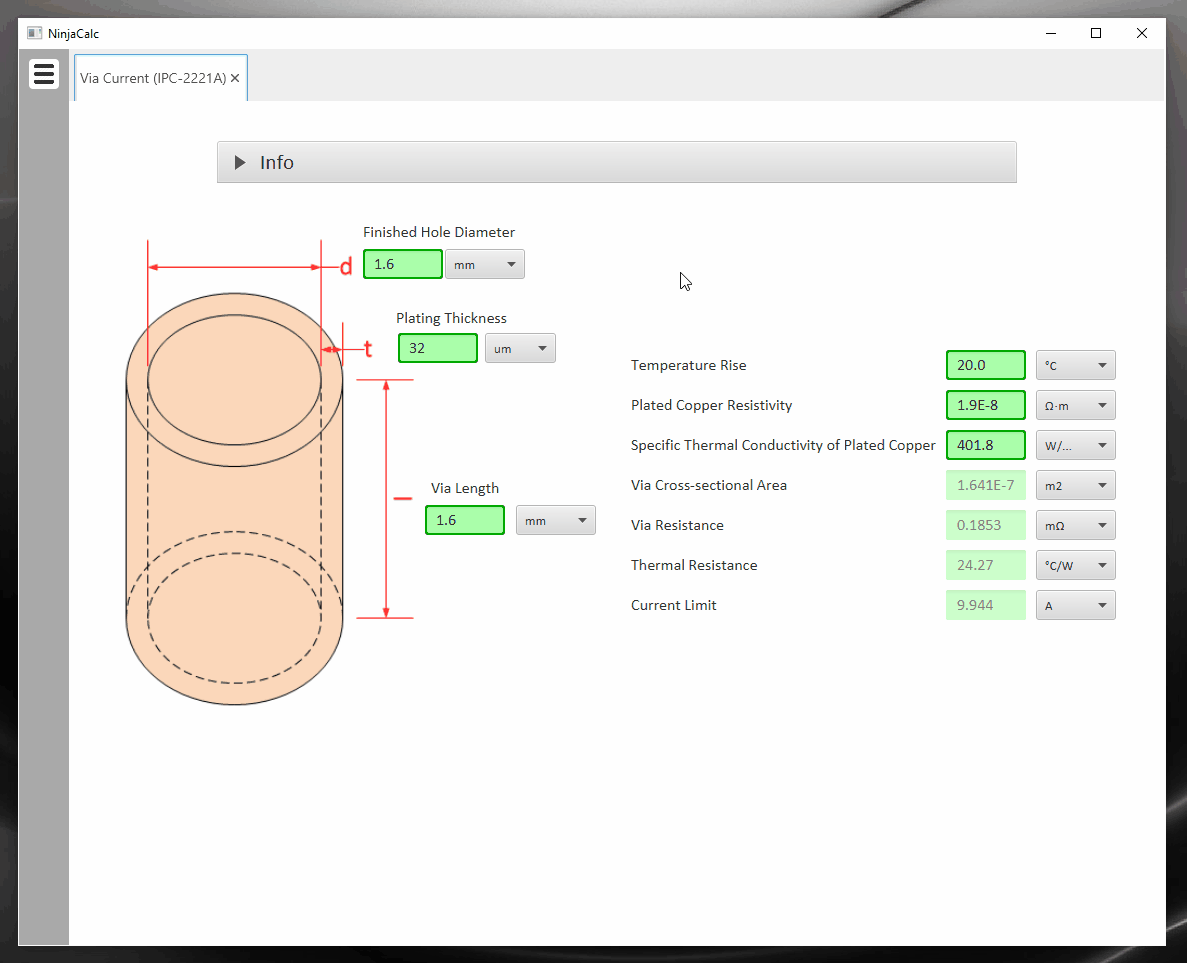 NinjaCalc
Via Current (IPC-2221A)
Info
Finished Hole Diameter
d 1.6 mm
Plating Thickness
t 32 um
Temperature Rise 20.0 °C
Plated Copper Resistivity 1.9E-8 Ω·m
Specific Thermal Conductivity of Plated Copper 401.8 W/...
Via Length
l
1.6 mm
Via Cross-sectional Area 1.641E-7 m2
Via Resistance 0.1853 mΩ
Thermal Resistance 24.27 °C/W
Current Limit 9.944 A